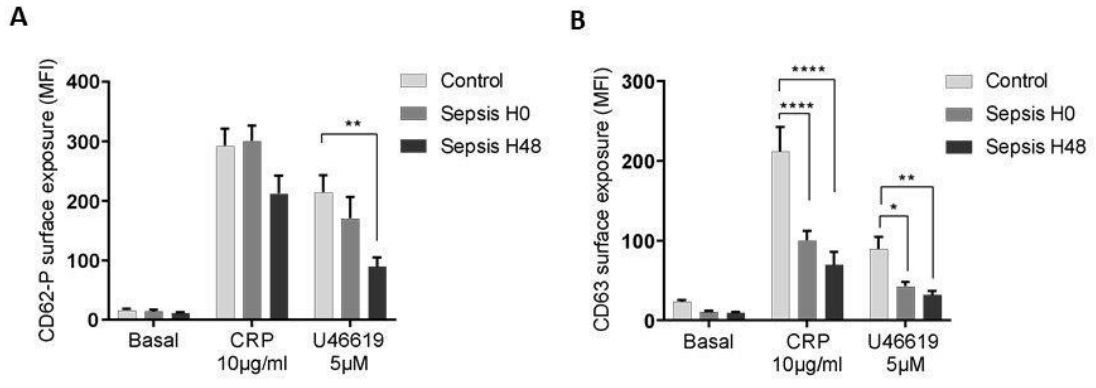 A
CD62-P surface exposure (MFI)
400
300
200
100
0
**
Control
Sepsis H0
Sepsis H48
Basal
CRP
10µg/ml
U46619
5µM
B
CD63 surface exposure (MFI)
300
200
100
0
****
****
**
*
Control
Sepsis H0
Sepsis H48
Basal
CRP
10µg/ml
U46619
5µM